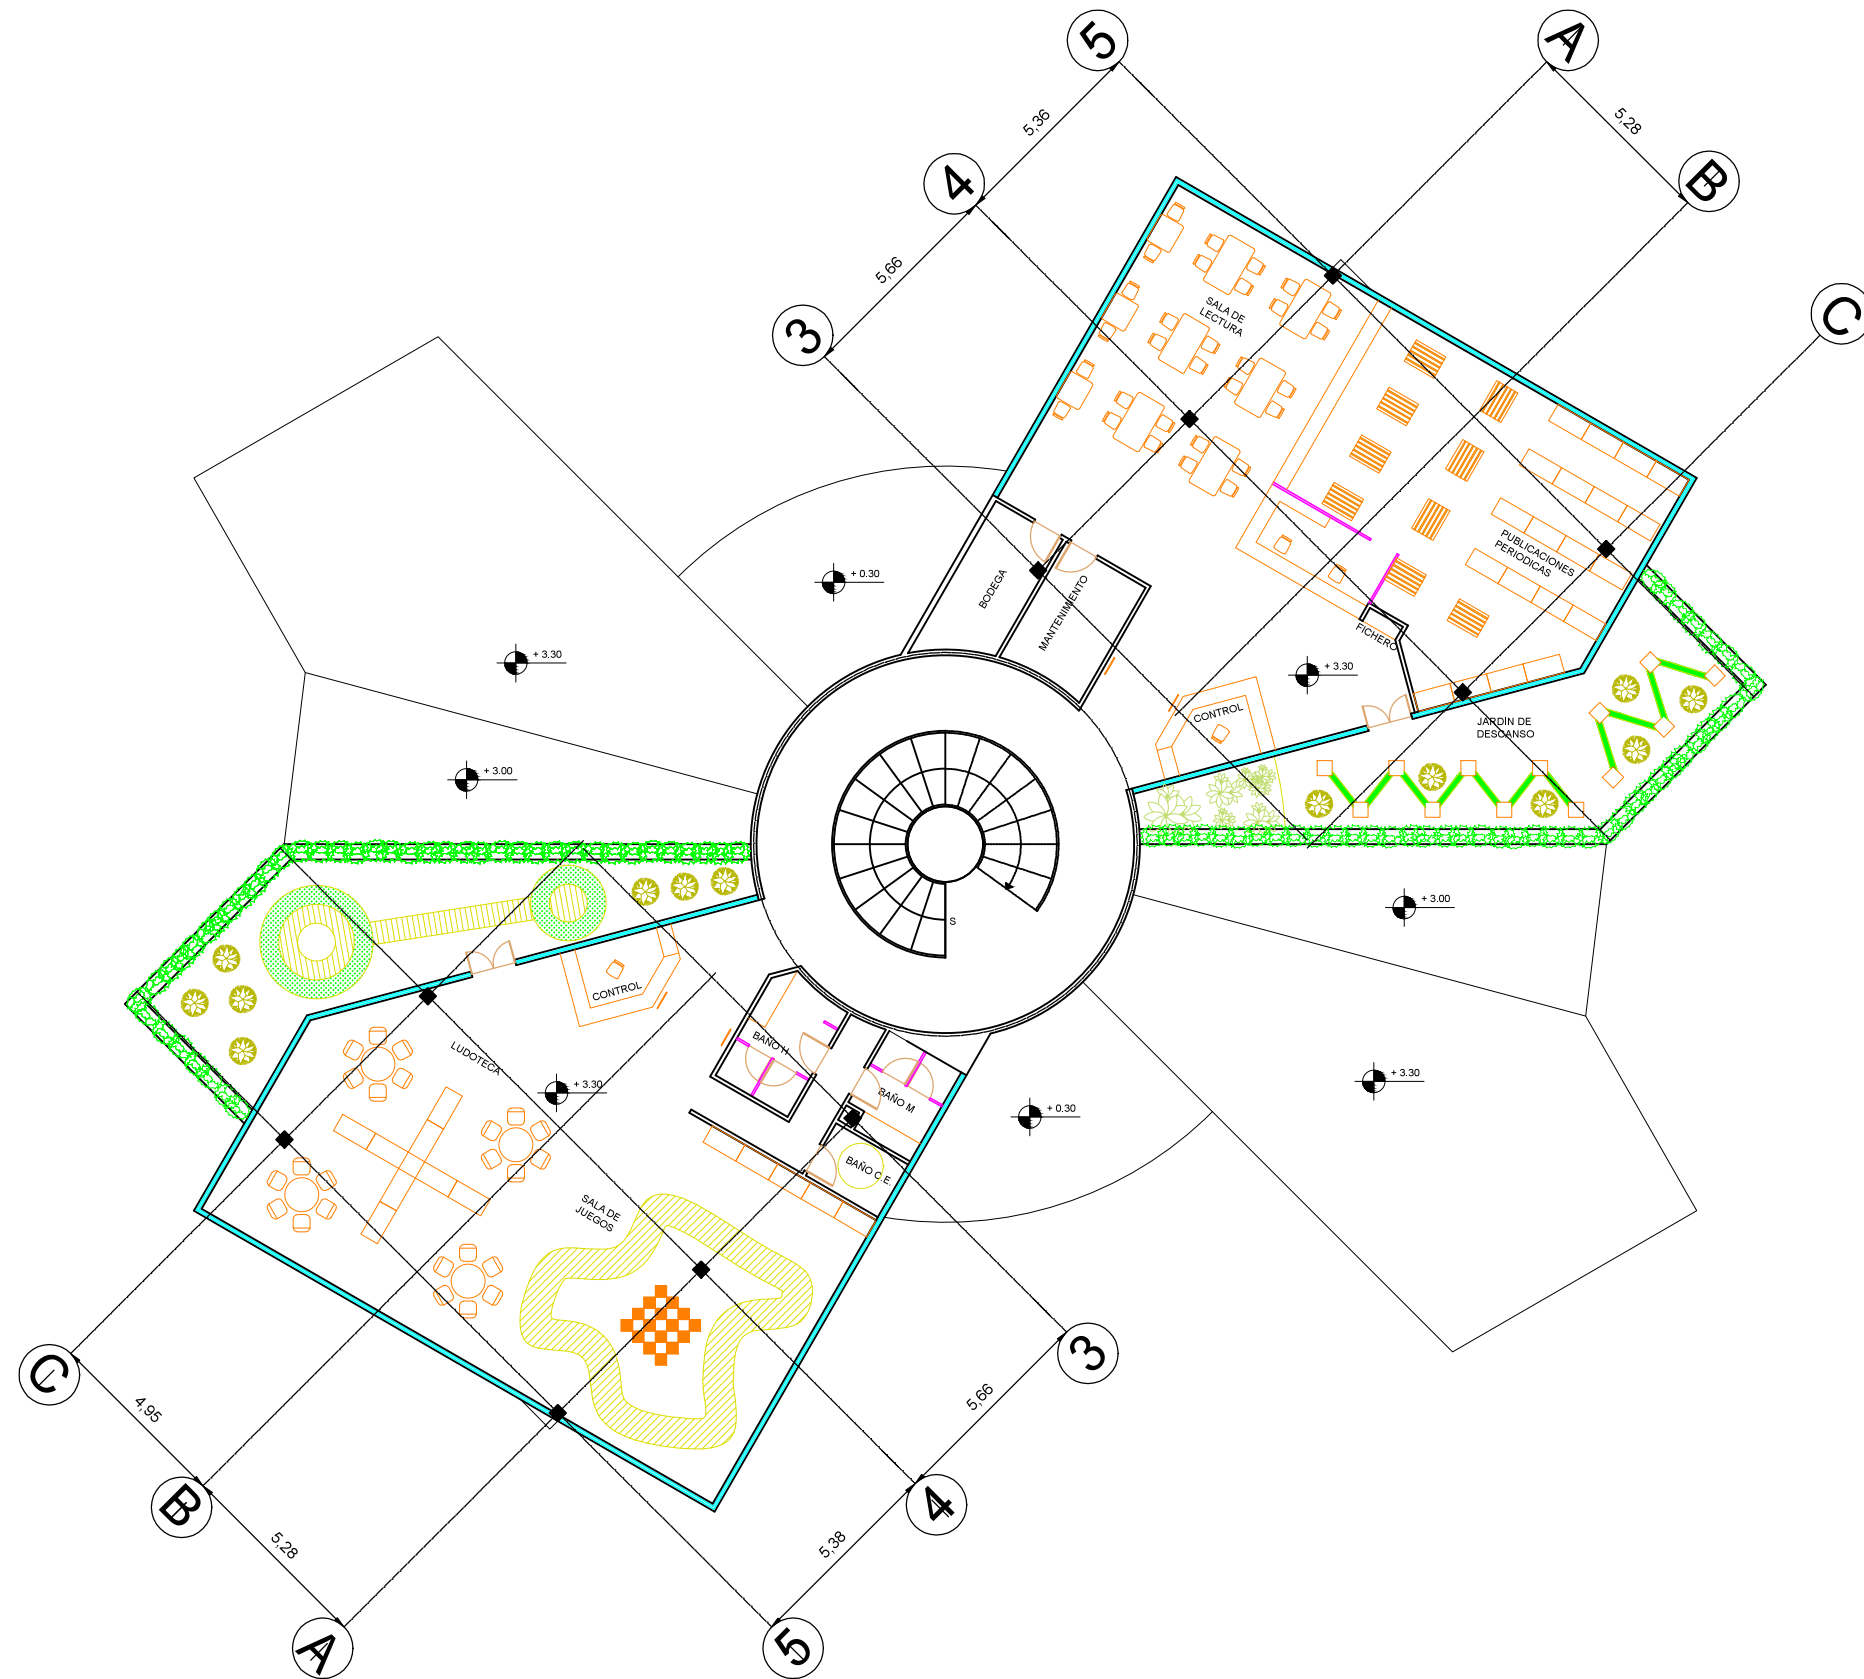 5
A
5,36
5,28
4
B
5,66
3
C
SALA DE
LECTURA
PUBLICACIONES
PERIODICAS
BODEGA
MANTENIMIENTO
FICHERO
+ 0.30
+ 3.30
+ 3.30
CONTROL
JARDIN DE
DESCANSO
+ 3.00
+ 3.00
S
CONTROL
LUDOTECA
BAÑO H
BAÑO M
+ 3.30
+ 3.30
+ 0.30
BAÑO C.E.
SALA DE
JUEGOS
C
3
4,95
5,66
B
4
5,28
5,38
A
5